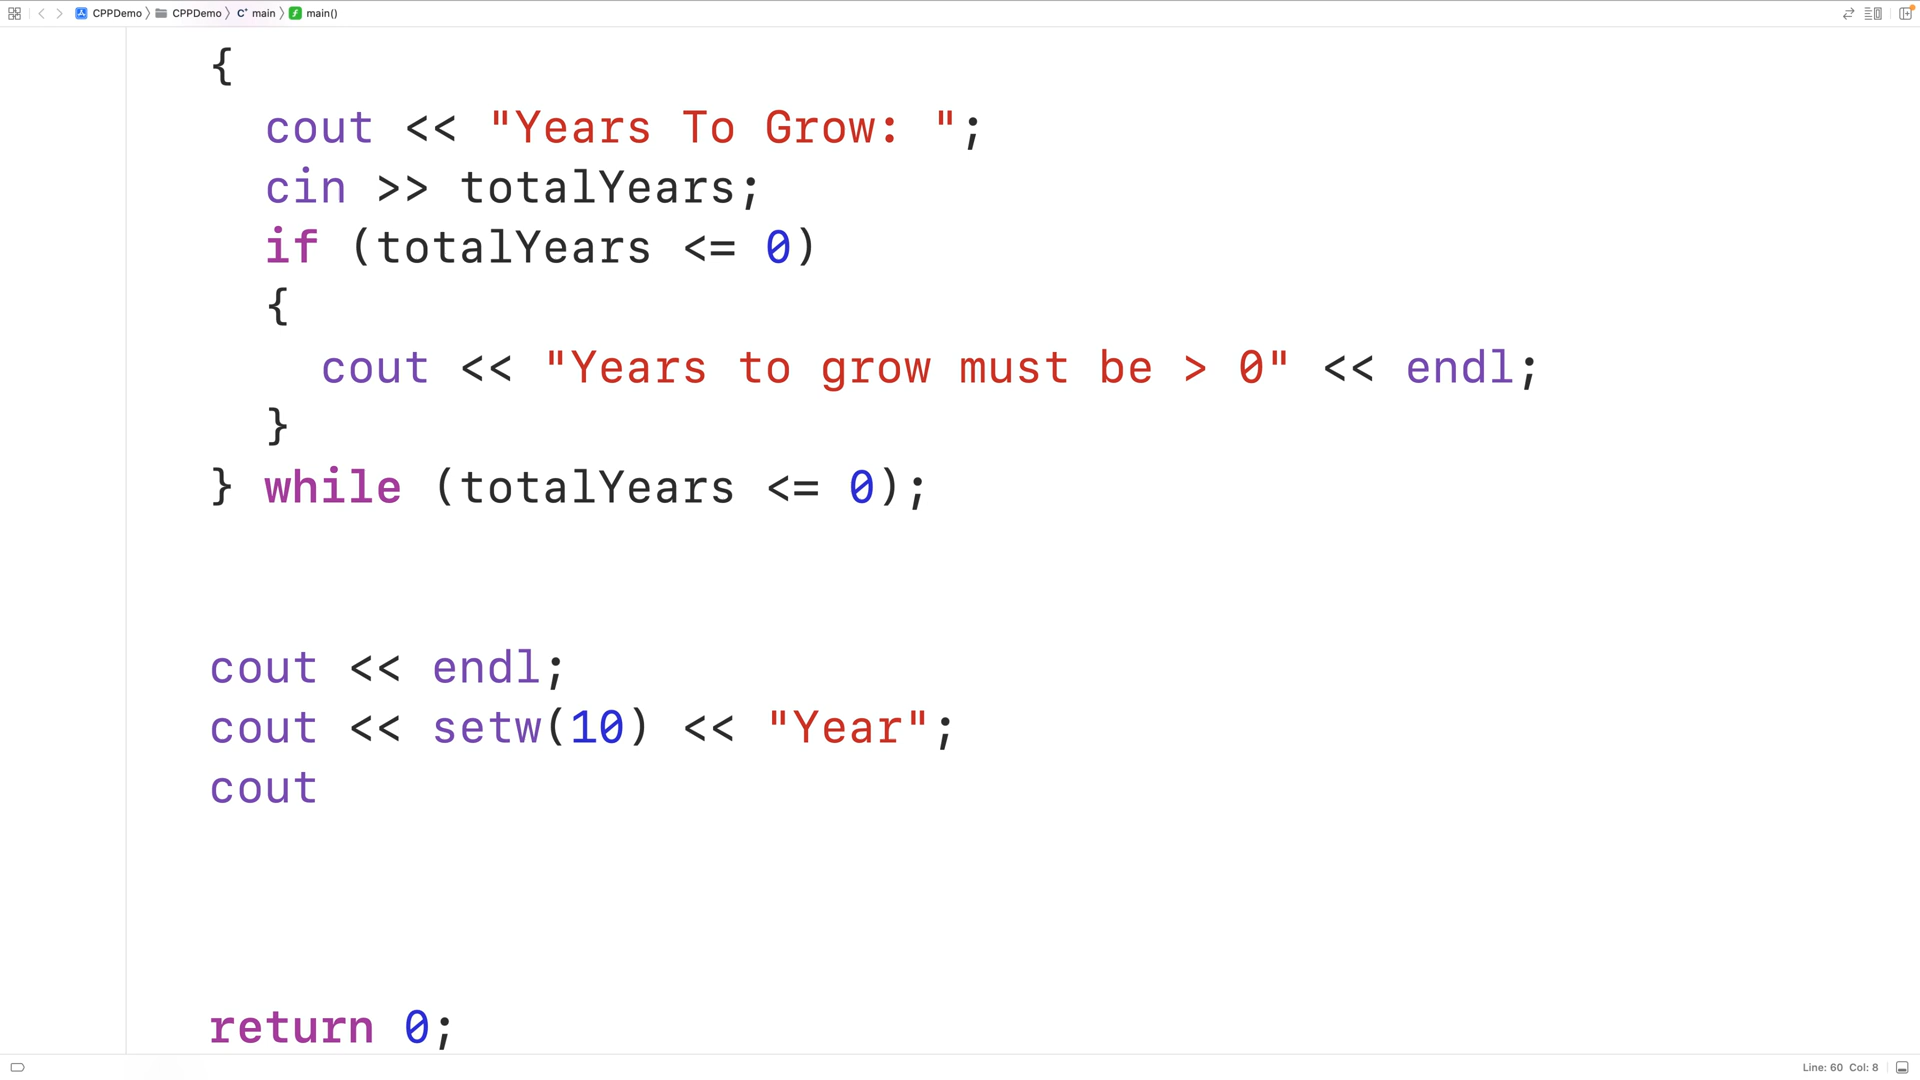 CPPDemo CPPDemo C+ main f main()
{
cout << "Years To Grow: ";
cin >> totalYears;
if (totalYears <= 0)
{
cout << "Years to grow must be > 0" << endl;
}
} while (totalYears <= 0);
cout << endl;
cout << setw(10) << "Year";
cout
return 0;
Line: 60 Col: 8